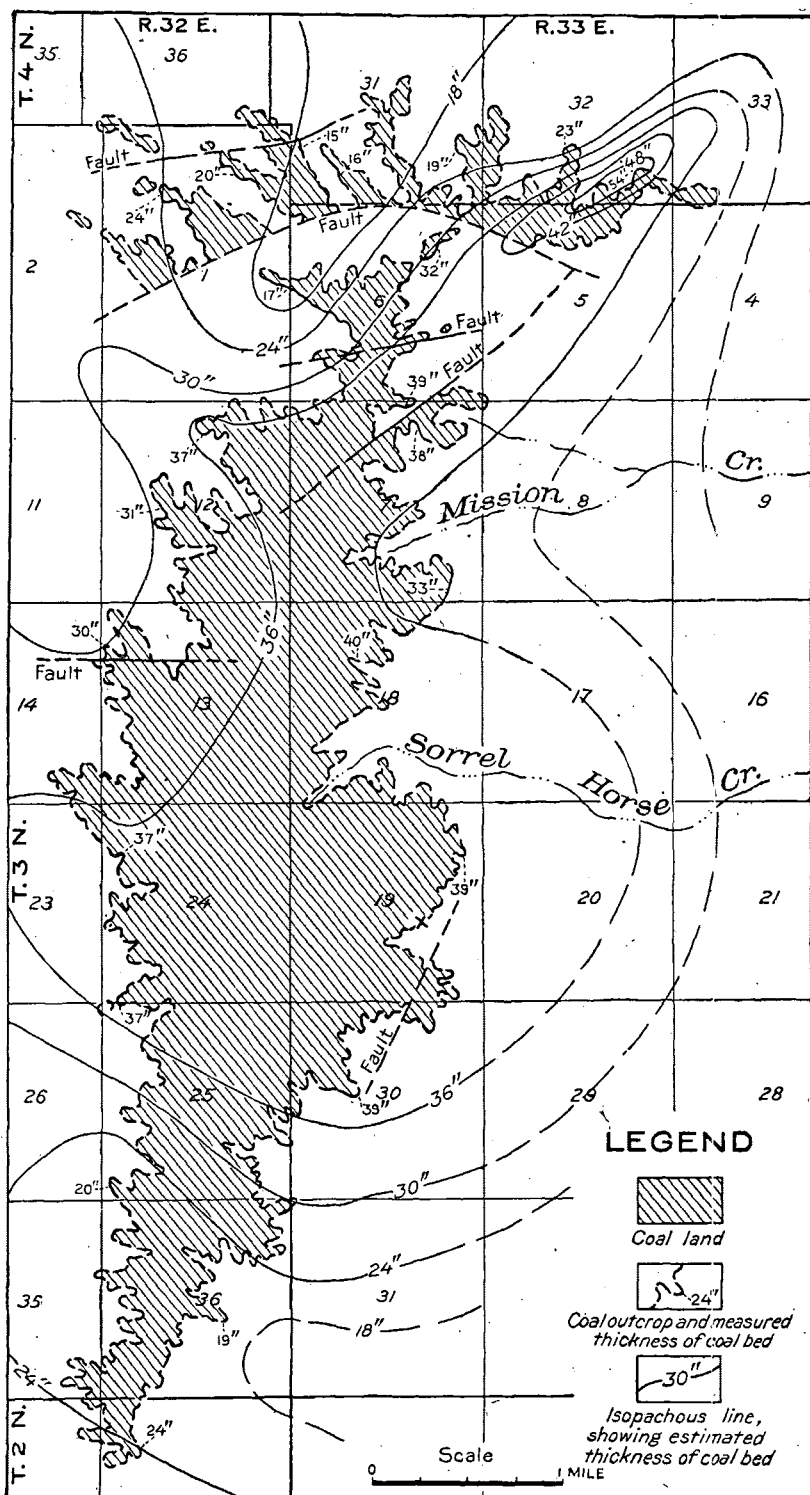 R.32 E.
R.33 E.
T. 4 N.
35
36
31
32
33
18"
15"
16"
19"
23"
48"
54"
42"
Fault
20"
24"
Fault
2
1
17"
6
32"
5
4
24"
30"
Fault
Fault
39"
37"
38"
11
12
31"
Mission
8
Cr.
9
33"
30"
36"
40"
Fault
14
13
18
17
16
Sorrel
Horse
Cr.
T. 3 N.
37"
23
24
19
39"
20
21
37"
Fault
26
25
30
39"
36"
29
28
20"
30"
24"
35
36
19"
31
18"
24"
24"
T. 2 N.
LEGEND
Coal land
24"
Coal outcrop and measured
thickness of coal bed
30"
Isopachous line,
showing estimated
thickness of coal bed
Scale
0
1 MILE